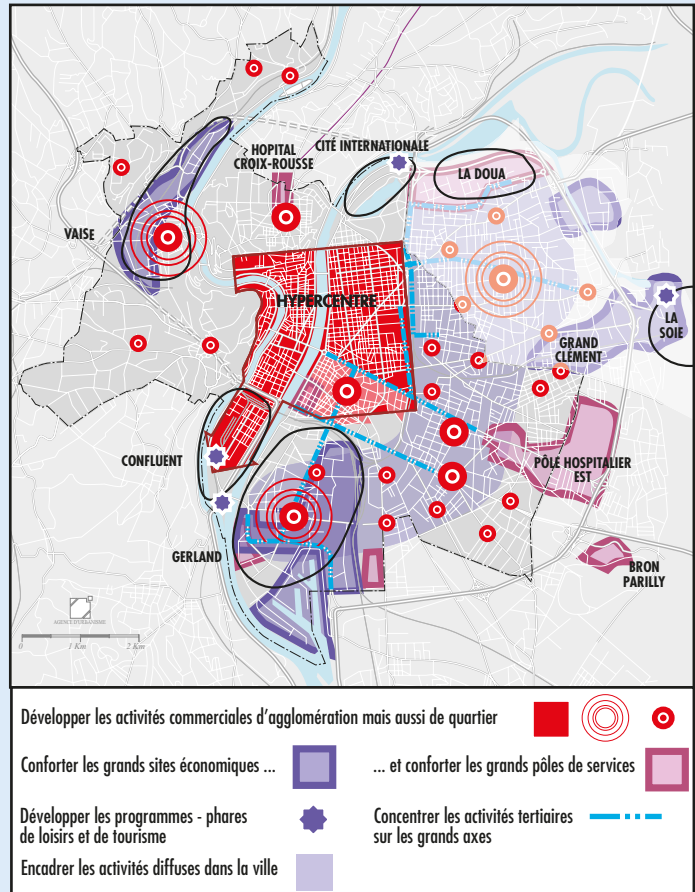 HOPITAL
CROIX-ROUSSE
CITÉ INTERNATIONALE
LA DOUA
VAISE
HYPERCENTRE
LA
SOIE
GRAND
CLÉMENT
CONFLUENT
PÔLE HOSPITALIER
EST
GERLAND
BRON
PARILLY
AGENCE D'URBANISME
0 1 Km 2 Km
Développer les activités commerciales d'agglomération mais aussi de quartier
Conforter les grands sites économiques ...
... et conforter les grands pôles de services
Développer les programmes - phares
de loisirs et de tourisme
Concentrer les activités tertiaires
sur les grands axes
Encadrer les activités diffuses dans la ville